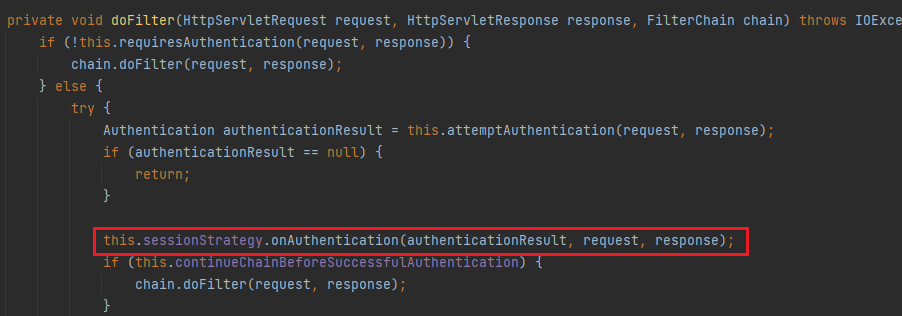 private void doFilter(HttpServletRequest request, HttpServletResponse response, FilterChain chain) throws IOExce
if (!this.requiresAuthentication(request, response)) {
chain.doFilter(request, response);
} else {
try {
Authentication authenticationResult = this.attemptAuthentication(request, response);
if (authenticationResult == null) {
return;
}
this.sessionStrategy.onAuthentication(authenticationResult, request, response);
if (this.continueChainBeforeSuccessfulAuthentication) {
chain.doFilter(request, response);
}